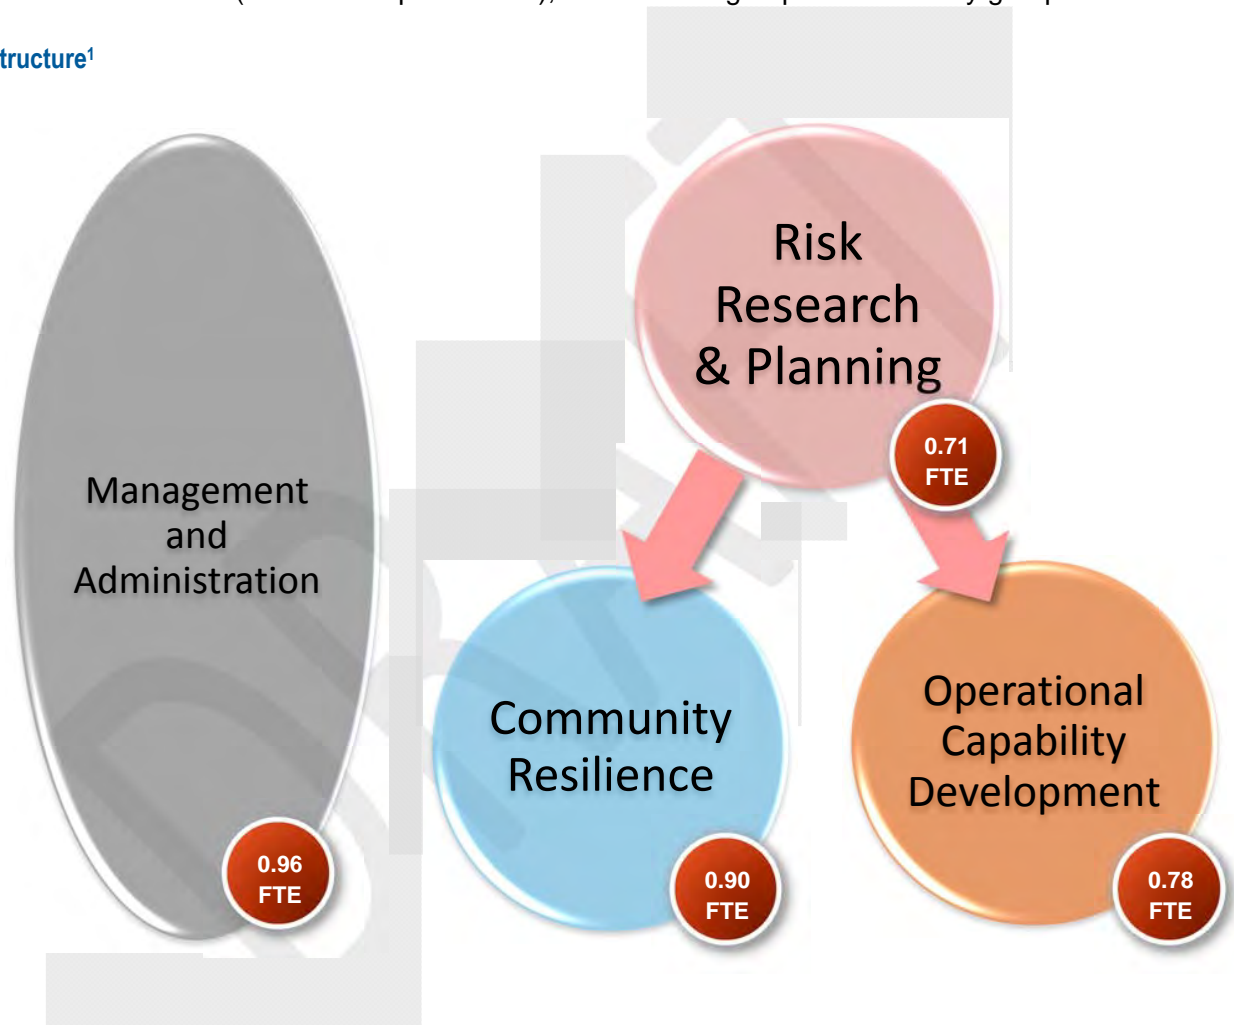 tructure¹
Risk
Research
& Planning
0.71
FTE
Management
and
Administration
0.96
FTE
Community
Resilience
0.90
FTE
Operational
Capability
Development
0.78
FTE